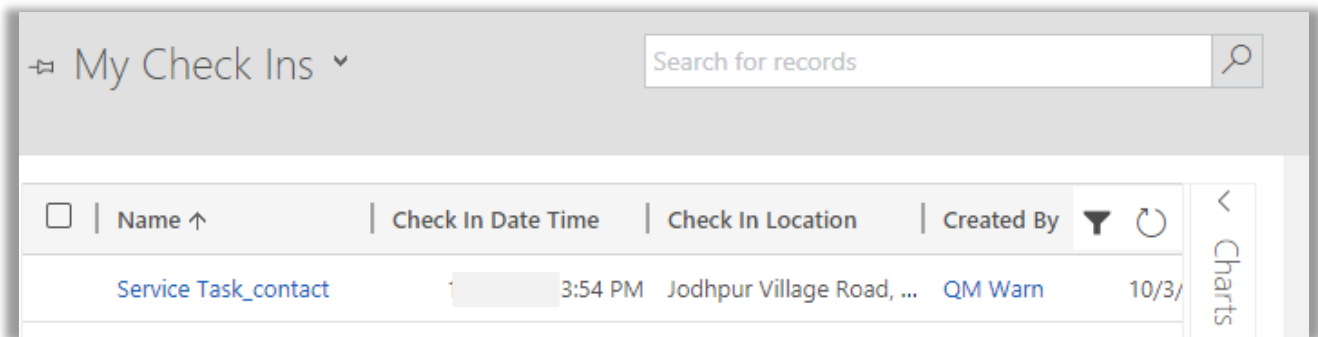 My Check Ins
Search for records
Name Check In Date Time Check In Location Created By
Service Task_contact 3:54 PM Jodhpur Village Road, ... QM Warn 10/3/
Charts